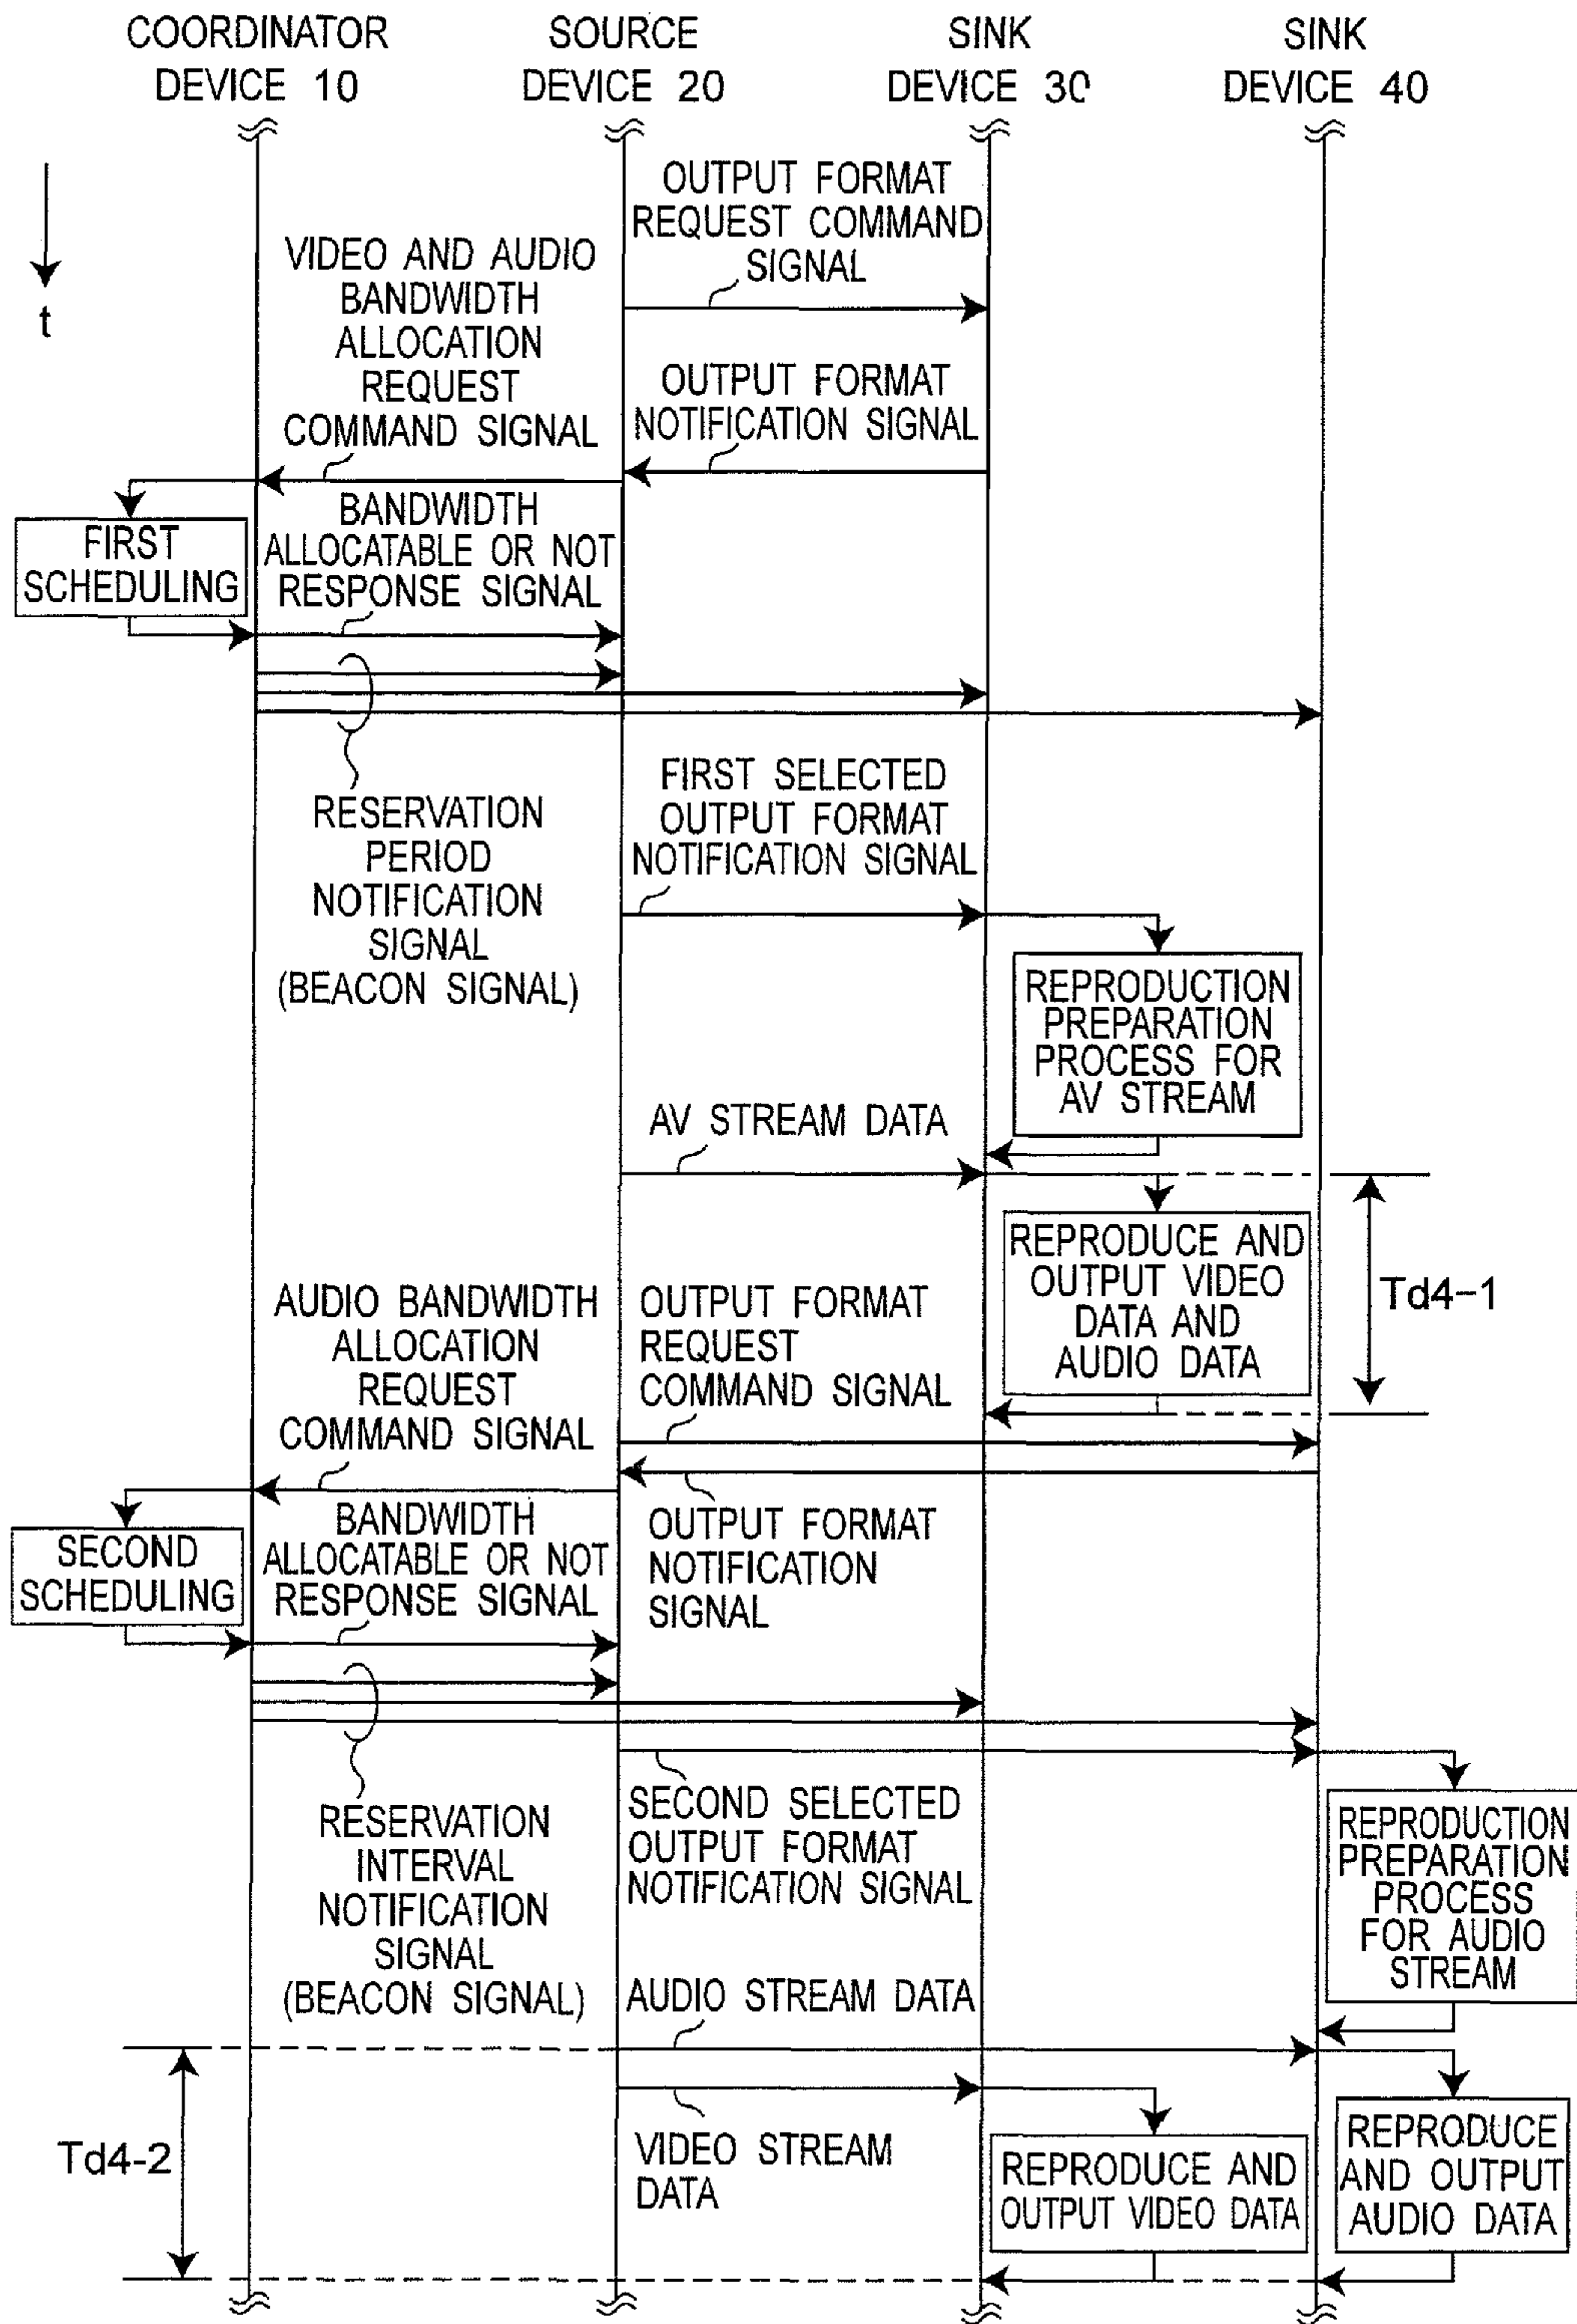 COORDINATOR
DEVICE 10
SOURCE
DEVICE 20
SINK
DEVICE 30
SINK
DEVICE 40
t
OUTPUT FORMAT
REQUEST COMMAND
SIGNAL
VIDEO AND AUDIO
BANDWIDTH
ALLOCATION
REQUEST
COMMAND SIGNAL
OUTPUT FORMAT
NOTIFICATION SIGNAL
FIRST
SCHEDULING
BANDWIDTH
ALLOCATABLE OR NOT
RESPONSE SIGNAL
RESERVATION
PERIOD
NOTIFICATION
SIGNAL
(BEACON SIGNAL)
FIRST SELECTED
OUTPUT FORMAT
NOTIFICATION SIGNAL
REPRODUCTION
PREPARATION
PROCESS FOR
AV STREAM
AV STREAM DATA
REPRODUCE AND
OUTPUT VIDEO
DATA AND
AUDIO DATA
Td4-1
AUDIO BANDWIDTH
ALLOCATION
REQUEST
COMMAND SIGNAL
OUTPUT FORMAT
REQUEST
COMMAND SIGNAL
SECOND
SCHEDULING
BANDWIDTH
ALLOCATABLE OR NOT
RESPONSE SIGNAL
OUTPUT FORMAT
NOTIFICATION
SIGNAL
RESERVATION
INTERVAL
NOTIFICATION
SIGNAL
(BEACON SIGNAL)
SECOND SELECTED
OUTPUT FORMAT
NOTIFICATION SIGNAL
REPRODUCTION
PREPARATION
PROCESS
FOR AUDIO
STREAM
AUDIO STREAM DATA
Td4-2
VIDEO STREAM
DATA
REPRODUCE AND
OUTPUT VIDEO DATA
REPRODUCE
AND OUTPUT
AUDIO DATA